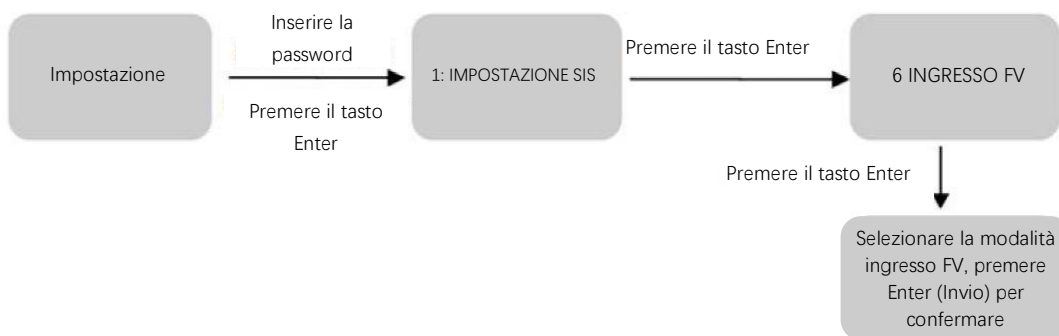 Impostazione
Inserire la
password
Premere il tasto
Enter
1: IMPOSTAZIONE SIS
Premere il tasto Enter
6 INGRESSO FV
Premere il tasto Enter
Selezionare la modalità
ingresso FV, premere
Enter (Invio) per
confermare